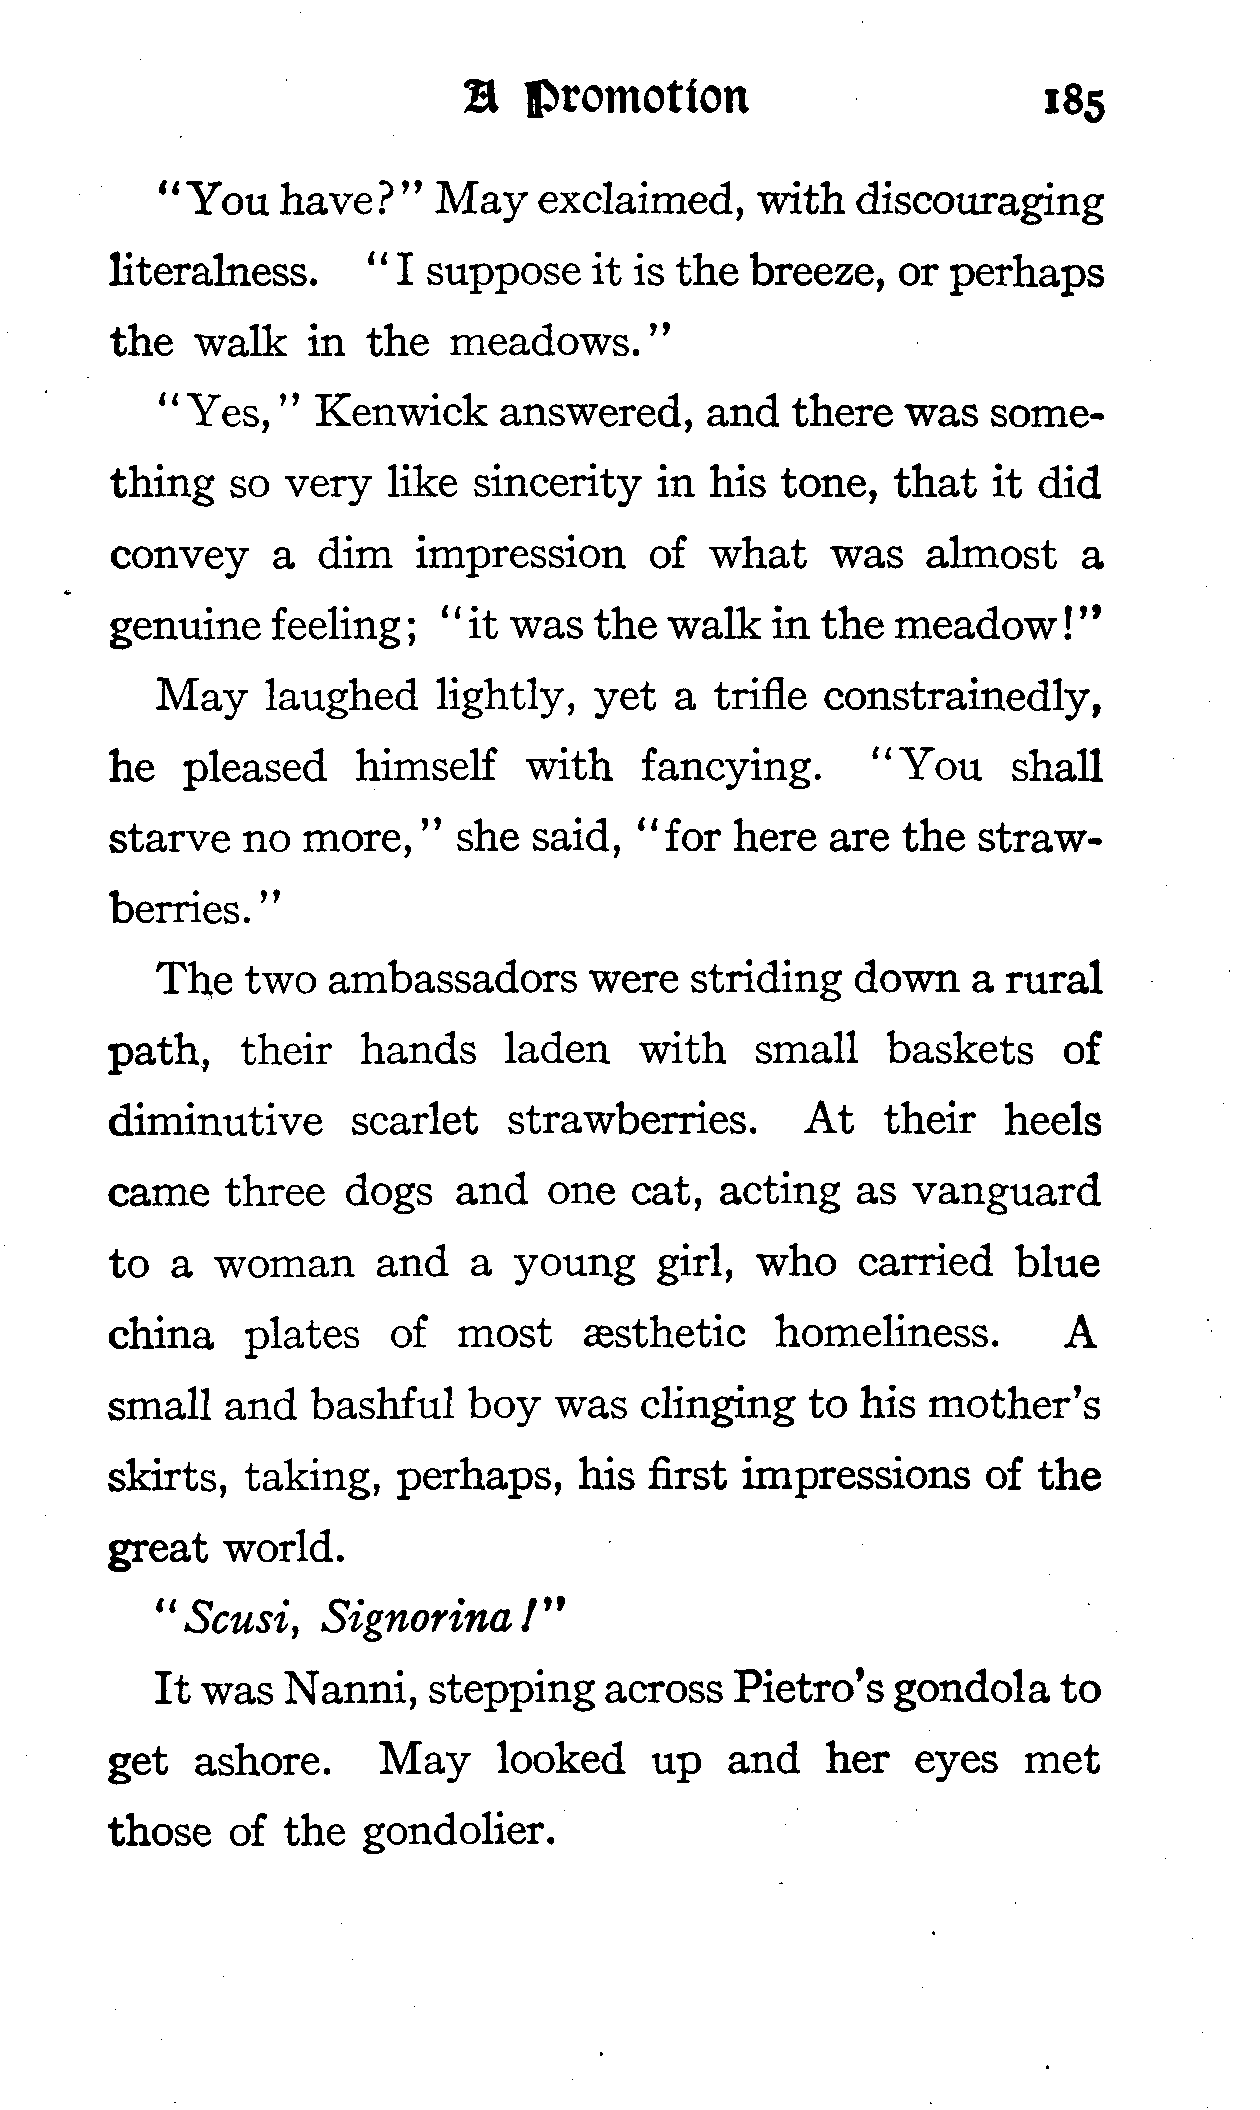 A Promotion 185
"You have?" May exclaimed, with discouraging
literalness. "I suppose it is the breeze, or perhaps
the walk in the meadows."
"Yes," Kenwick answered, and there was some-
thing so very like sincerity in his tone, that it did
convey a dim impression of what was almost a
genuine feeling; "it was the walk in the meadow!"
May laughed lightly, yet a trifle constrainedly,
he pleased himself with fancying. "You shall
starve no more," she said, "for here are the straw-
berries."
The two ambassadors were striding down a rural
path, their hands laden with small baskets of
diminutive scarlet strawberries. At their heels
came three dogs and one cat, acting as vanguard
to a woman and a young girl, who carried blue
china plates of most æsthetic homeliness. A
small and bashful boy was clinging to his mother's
skirts, taking, perhaps, his first impressions of the
great world.
"Scusi, Signorina!"
It was Nanni, stepping across Pietro's gondola to
get ashore. May looked up and her eyes met
those of the gondolier.